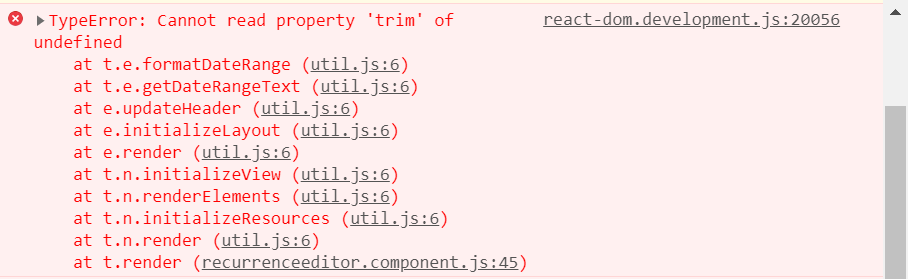 TypeError: Cannot read property 'trim' of react-dom.development.js:20056
undefined
at t.e.formatDateRange (util.js:6)
at t.e.getDateRangeText (util.js:6)
at e.updateHeader (util.js:6)
at e.initializeLayout (util.js:6)
at e.render (util.js:6)
at t.n.initializeView (util.js:6)
at t.n.renderElements (util.js:6)
at t.n.initializeResources (util.js:6)
at t.n.render (util.js:6)
at t.render (recurrenceeditor.component.js:45)